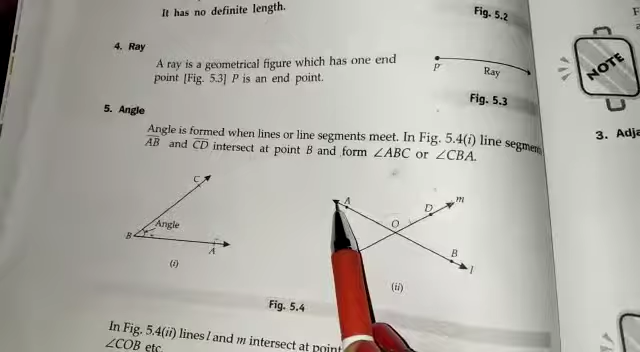 It has no definite length.
Fig. 5.2
4. Ray
A ray is a geometrical figure which has one end
point [Fig. 5.3] P is an end point.
P
Ray
Fig. 5.3
NOTE
5. Angle
Angle is formed when lines or line segments meet. In Fig. 5.4(i) line segment
AB and CD intersect at point B and form ∠ABC or ∠CBA.
3. Adja
C
Angle
B
A
(i)
A
D
m
O
B
l
(ii)
Fig. 5.4
In Fig. 5.4(ii) lines l and m intersect at point
∠COB etc.